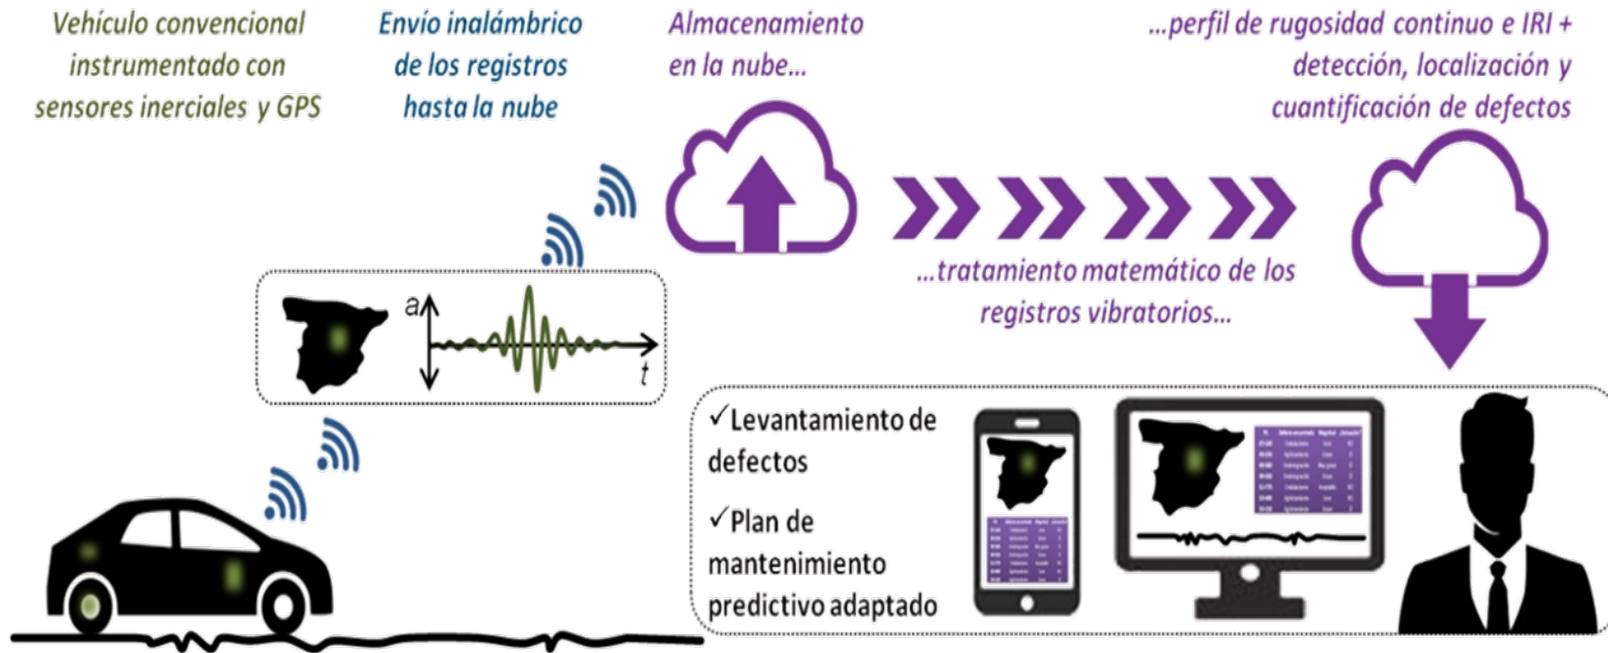 Vehículo convencional
instrumentado con
sensores inerciales y GPS
Envío inalámbrico
de los registros
hasta la nube
Almacenamiento
en la nube...
...perfil de rugosidad continuo e IRI +
detección, localización y
cuantificación de defectos
...tratamiento matemático de los
registros vibratorios...
a
t
✓Levantamiento de
defectos
✓Plan de
mantenimiento
predictivo adaptado